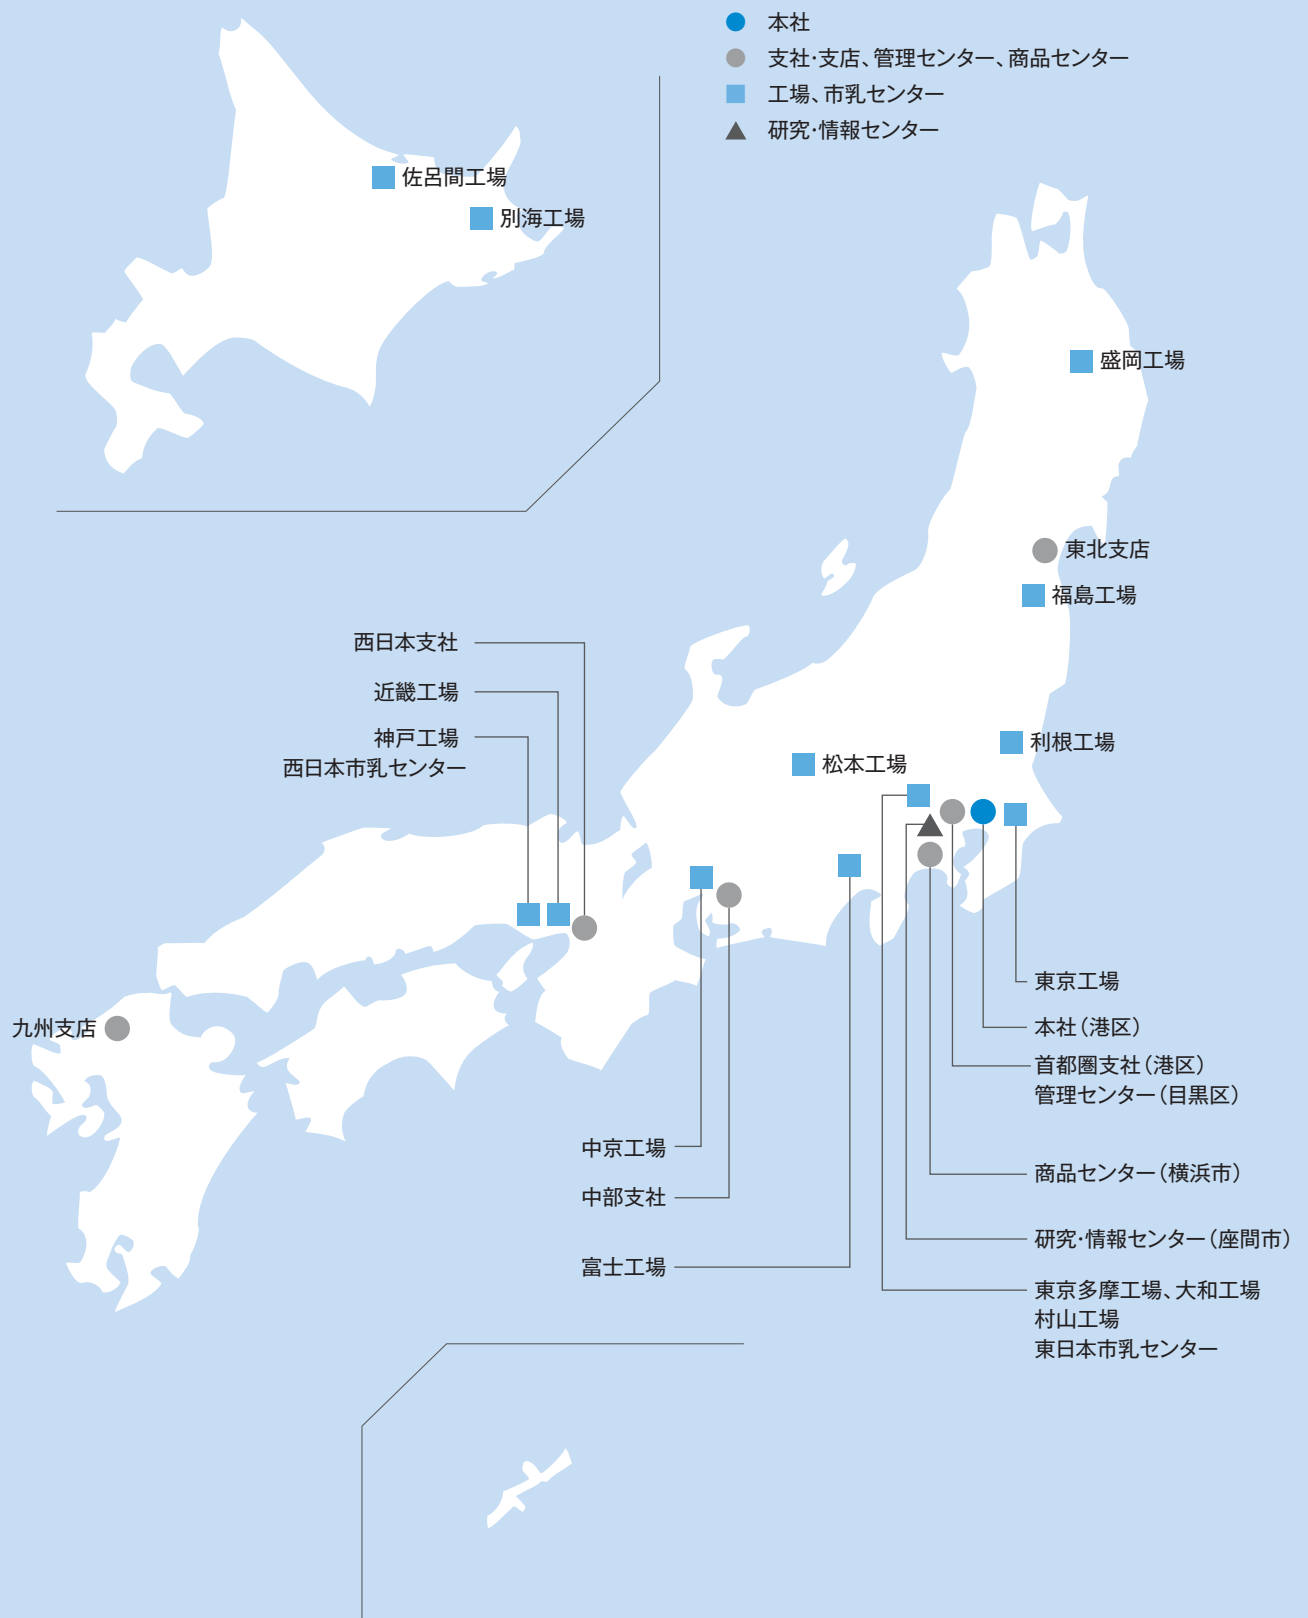 本社
支社・支店、管理センター、商品センター
工場、市乳センター
研究・情報センター
佐呂間工場
別海工場
盛岡工場
東北支店
福島工場
西日本支社
近畿工場
神戸工場
西日本市乳センター
利根工場
松本工場
東京工場
本社（港区）
九州支店
首都圏支社（港区）
管理センター（目黒区）
中京工場
商品センター（横浜市）
中部支社
研究・情報センター（座間市）
富士工場
東京多摩工場、大和工場
村山工場
東日本市乳センター